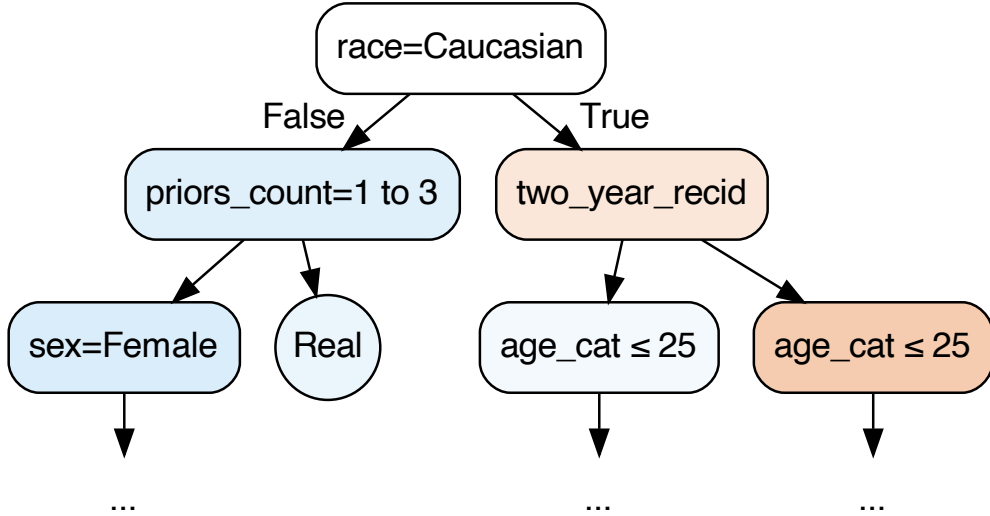 race=Caucasian
False
True
priors_count=1 to 3
two_year_recid
sex=Female
Real
age_cat ≤ 25
age_cat ≤ 25
...
...
...